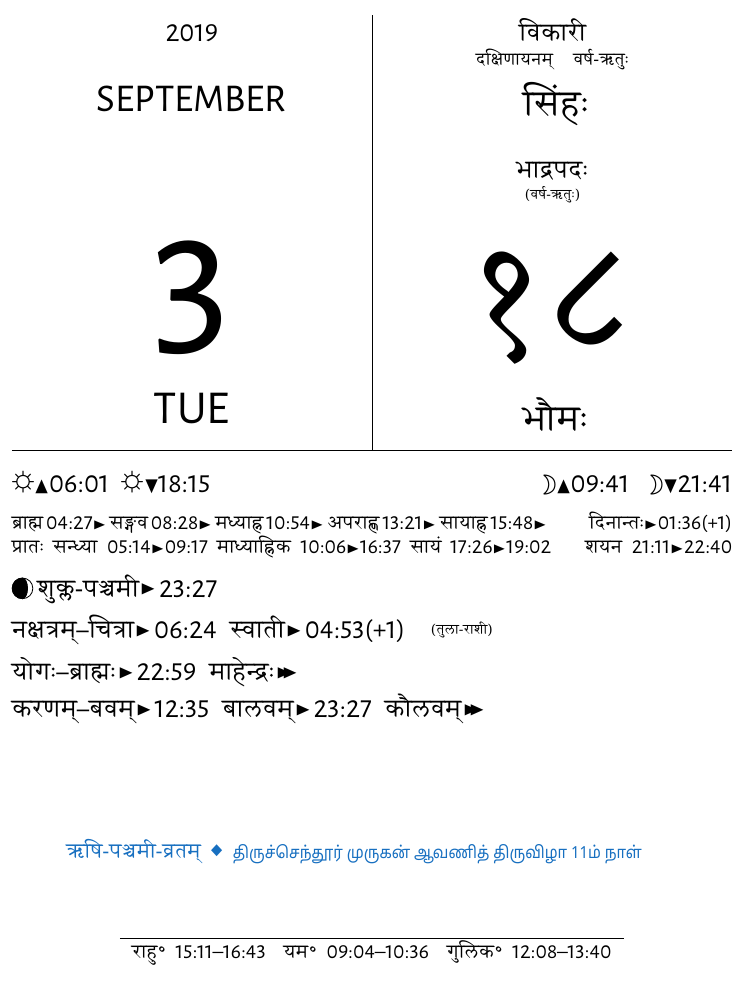 2019
SEPTEMBER
3
TUE
विकारी
दक्षिणायनम् वर्ष-ऋतुः
सिंहः
भाद्रपदः
(वर्ष-ऋतुः)
१८
भौमः
☼▲06:01 ☼▼18:15 ☽▲09:41 ☽▼21:41
ब्राह्म 04:27► सङ्गव 08:28► मध्याह्न 10:54► अपराह्ण 13:21► सायाह्न 15:48► दिनान्तः►01:36(+1)
प्रातः सन्ध्या 05:14►09:17 माध्याह्निक 10:06►16:37 सायं 17:26►19:02 शयन 21:11►22:40
शुक्ल-पञ्चमी► 23:27
नक्षत्रम्–चित्रा► 06:24 स्वाती► 04:53(+1) (तुला-राशी)
योगः–ब्राह्मः► 22:59 माहेन्द्रः►►
करणम्–बवम्►12:35 बालवम्►23:27 कौलवम्►►
ऋषि-पञ्चमी-व्रतम् ◆ திருச்செந்தூர் முருகன் ஆவணித் திருவிழா 11ம் நாள்
राहु॰ 15:11–16:43 यम॰ 09:04–10:36 गुलिक॰ 12:08–13:40